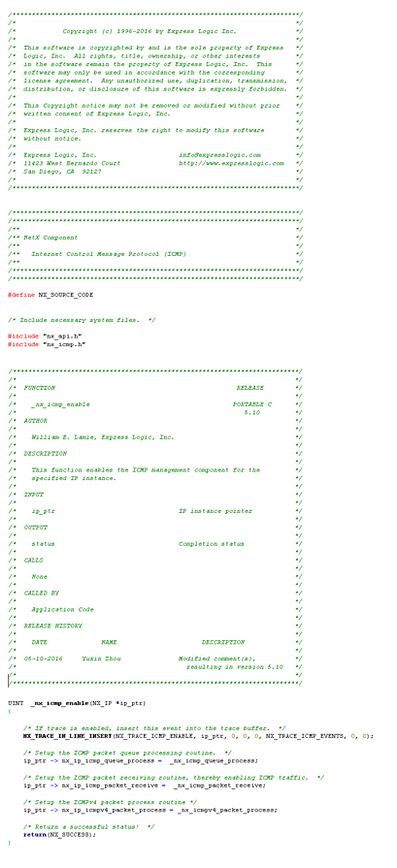 /**************************************************************************/
/*                                                                        */
/*            Copyright (c) 1996-2016 by Express Logic Inc.               */
/*                                                                        */
/*  This software is copyrighted by and is the sole property of Express   */
/*  Logic, Inc.  All rights, title, ownership, or other interests         */
/*  in the software remain the property of Express Logic, Inc.  This      */
/*  software may only be used in accordance with the corresponding        */
/*  license agreement.  Any unauthorized use, duplication, transmission,  */
/*  distribution, or disclosure of this software is expressly forbidden.  */
/*                                                                        */
/*  This Copyright notice may not be removed or modified without prior    */
/*  written consent of Express Logic, Inc.                                */
/*                                                                        */
/*  Express Logic, Inc. reserves the right to modify this software        */
/*  without notice.                                                       */
/*                                                                        */
/*  Express Logic, Inc.                     info@expresslogic.com         */
/*  11423 West Bernardo Court               http://www.expresslogic.com   */
/*  San Diego, CA  92127                                                  */
/*                                                                        */
/**************************************************************************/
/**************************************************************************/
/**************************************************************************/
/**                                                                       */
/** NetX Component                                                        */
/**                                                                       */
/**   Internet Control Message Protocol (ICMP)                            */
/**                                                                       */
/**************************************************************************/
/**************************************************************************/
#define NX_SOURCE_CODE
/* Include necessary system files.  */
#include "nx_api.h"
#include "nx_icmp.h"
/**************************************************************************/
/*                                                                        */
/*  FUNCTION                                               RELEASE        */
/*                                                                        */
/*    _nx_icmp_enable                                     PORTABLE C      */
/*                                                           5.10         */
/*  AUTHOR                                                                */
/*                                                                        */
/*    William E. Lamie, Express Logic, Inc.                               */
/*                                                                        */
/*  DESCRIPTION                                                           */
/*                                                                        */
/*    This function enables the ICMP management component for the         */
/*    specified IP instance.                                              */
/*                                                                        */
/*  INPUT                                                                 */
/*                                                                        */
/*    ip_ptr                                IP instance pointer           */
/*                                                                        */
/*  OUTPUT                                                                */
/*                                                                        */
/*    status                                Completion status             */
/*                                                                        */
/*  CALLS                                                                 */
/*                                                                        */
/*    None                                                                */
/*                                                                        */
/*  CALLED BY                                                             */
/*                                                                        */
/*    Application Code                                                    */
/*                                                                        */
/*  RELEASE HISTORY                                                       */
/*                                                                        */
/*    DATE              NAME                      DESCRIPTION             */
/*                                                                        */
/*  05-10-2016     Yuxin Zhou               Modified comment(s),          */
/*                                            resulting in version 5.10   */
/*                                                                        */
/**************************************************************************/
UINT  _nx_icmp_enable(NX_IP *ip_ptr)
{
    /* If trace is enabled, insert this event into the trace buffer.  */
    NX_TRACE_IN_LINE_INSERT(NX_TRACE_ICMP_ENABLE, ip_ptr, 0, 0, 0, NX_TRACE_ICMP_EVENTS, 0, 0);
    /* Setup the ICMP packet queue processing routine.  */
    ip_ptr -> nx_ip_icmp_queue_process =  _nx_icmp_queue_process;
    /* Setup the ICMP packet receiving routine, thereby enabling ICMP traffic.  */
    ip_ptr -> nx_ip_icmp_packet_receive =  _nx_icmp_packet_receive;
    /* Setup the ICMPv4 packet process routine */
    ip_ptr -> nx_ip_icmpv4_packet_process =  _nx_icmpv4_packet_process;
    /* Return a successful status!  */
    return(NX_SUCCESS);
}